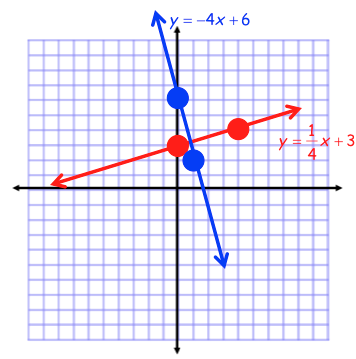 y = −4x + 6
y = 1/4 x + 3